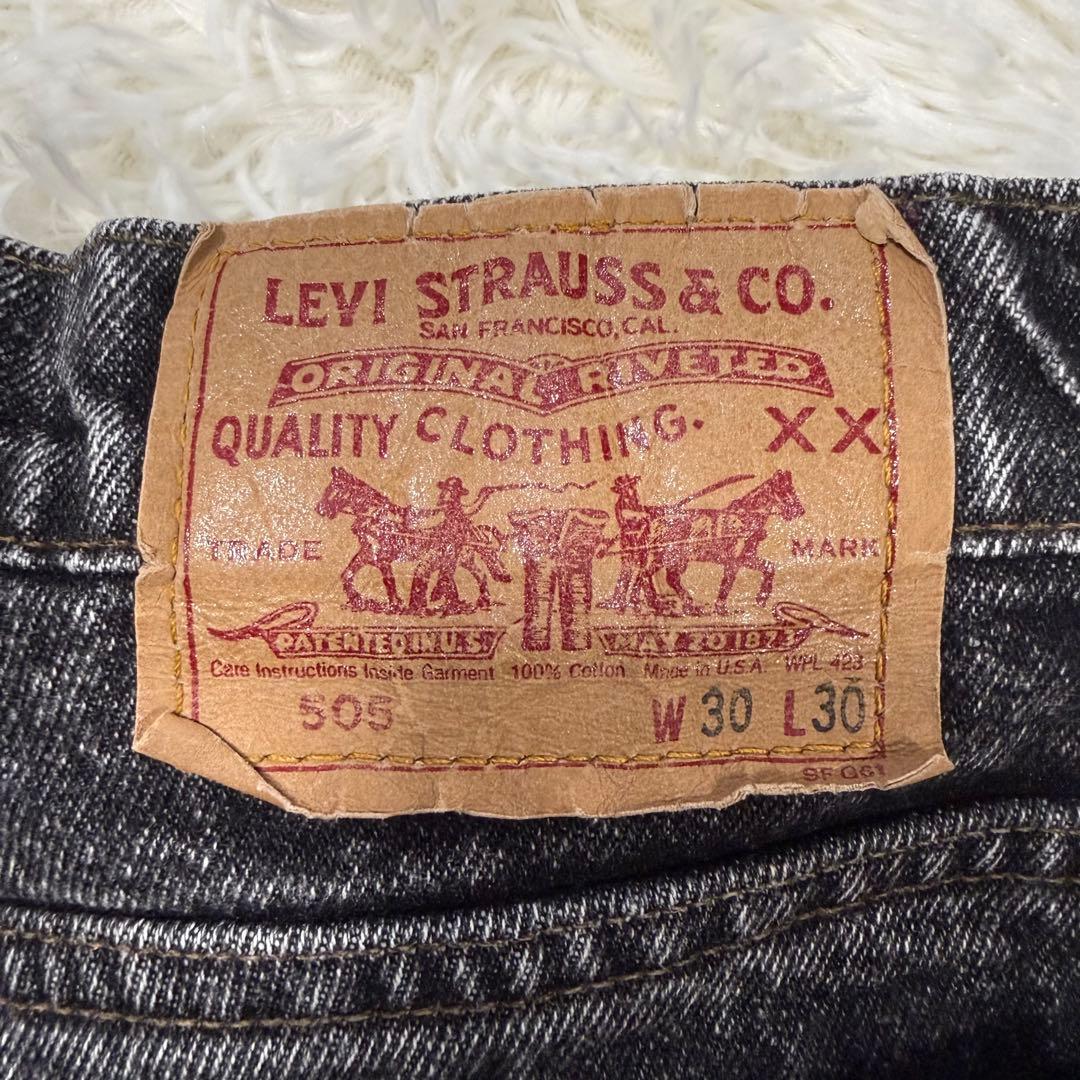 LEVI STRAUSS & CO.
SAN FRANCISCO, CAL.
ORIGINAL RIVETED
QUALITY CLOTHING. XX
TRADE MARK
PATENTED IN U.S. MAY 20 1873
Care Instructions Inside Garment 100% Cotton Made in U.S.A. WPL 423
505 W 30 L 30
SF